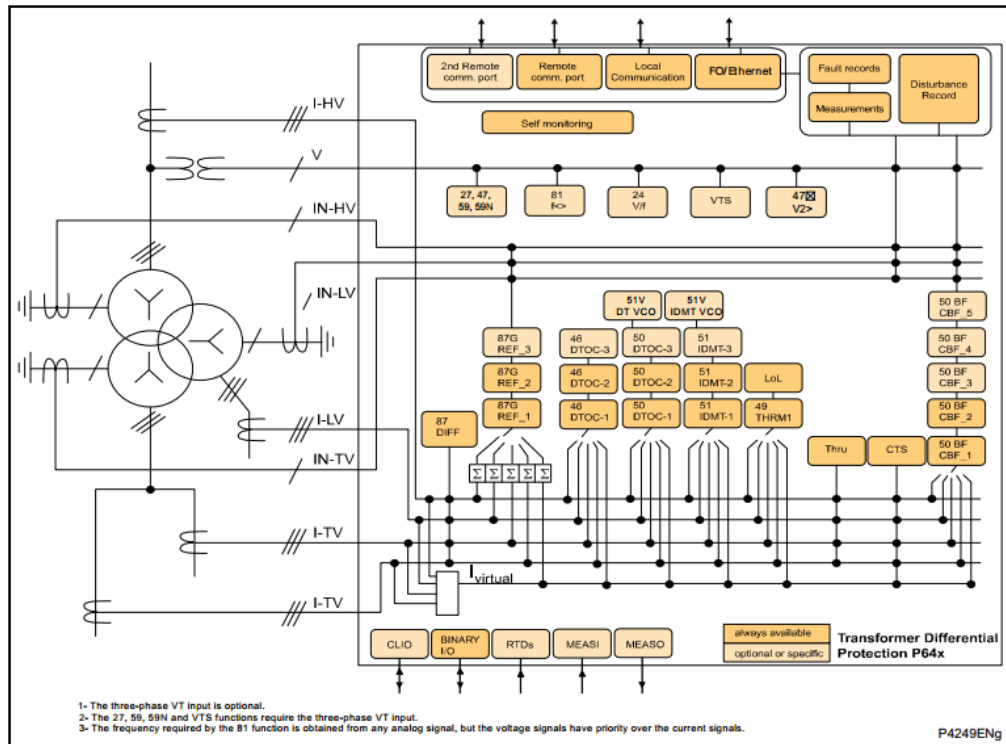 2nd Remote
comm. port
Remote
comm. port
Local
Communication
FO/Ethernet
Fault records
Measurements
Disturbance
Record
Self monitoring
I-HV
V
IN-HV
27, 47,
59, 59N
81
f<>
24
V/f
VTS
47
V2>
IN-LV
51V
DT VCO
51V
IDMT VCO
50 BF
CBF_5
87G
REF_3
46
DTOC-3
50
DTOC-3
51
IDMT-3
50 BF
CBF_4
87G
REF_2
46
DTOC-2
50
DTOC-2
51
IDMT-2
LoL
50 BF
CBF_3
87
DIFF
87G
REF_1
46
DTOC-1
50
DTOC-1
51
IDMT-1
49
THRM1
50 BF
CBF_2
I-LV
Thru
CTS
50 BF
CBF_1
IN-TV
Σ Σ Σ Σ Σ
I-TV
Ivirtual
I-TV
CLIO
BINARY
I/O
RTDs
MEASI
MEASO
always available
optional or specific
Transformer Differential
Protection P64x
1- The three-phase VT input is optional.
2- The 27, 59, 59N and VTS functions require the three-phase VT input.
3- The frequency required by the 81 function is obtained from any analog signal, but the voltage signals have priority over the current signals.
P4249ENg